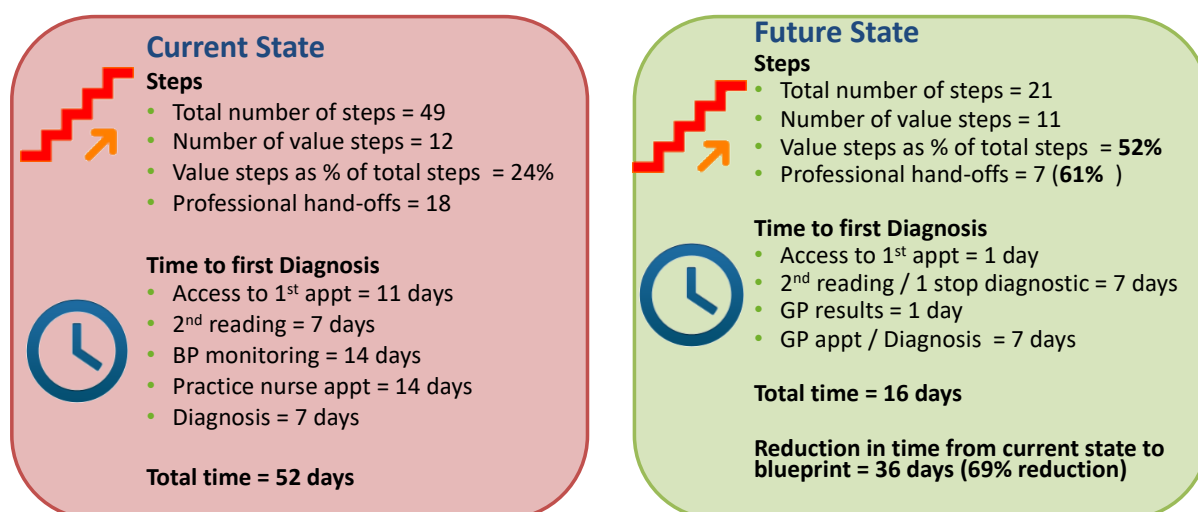 Current State
Steps
• Total number of steps = 49
• Number of value steps = 12
• Value steps as % of total steps = 24%
• Professional hand-offs = 18
Time to first Diagnosis
• Access to 1st appt = 11 days
• 2nd reading = 7 days
• BP monitoring = 14 days
• Practice nurse appt = 14 days
• Diagnosis = 7 days
Total time = 52 days
Future State
Steps
• Total number of steps = 21
• Number of value steps = 11
• Value steps as % of total steps = 52%
• Professional hand-offs = 7 (61% )
Time to first Diagnosis
• Access to 1st appt = 1 day
• 2nd reading / 1 stop diagnostic = 7 days
• GP results = 1 day
• GP appt / Diagnosis = 7 days
Total time = 16 days
Reduction in time from current state to
blueprint = 36 days (69% reduction)